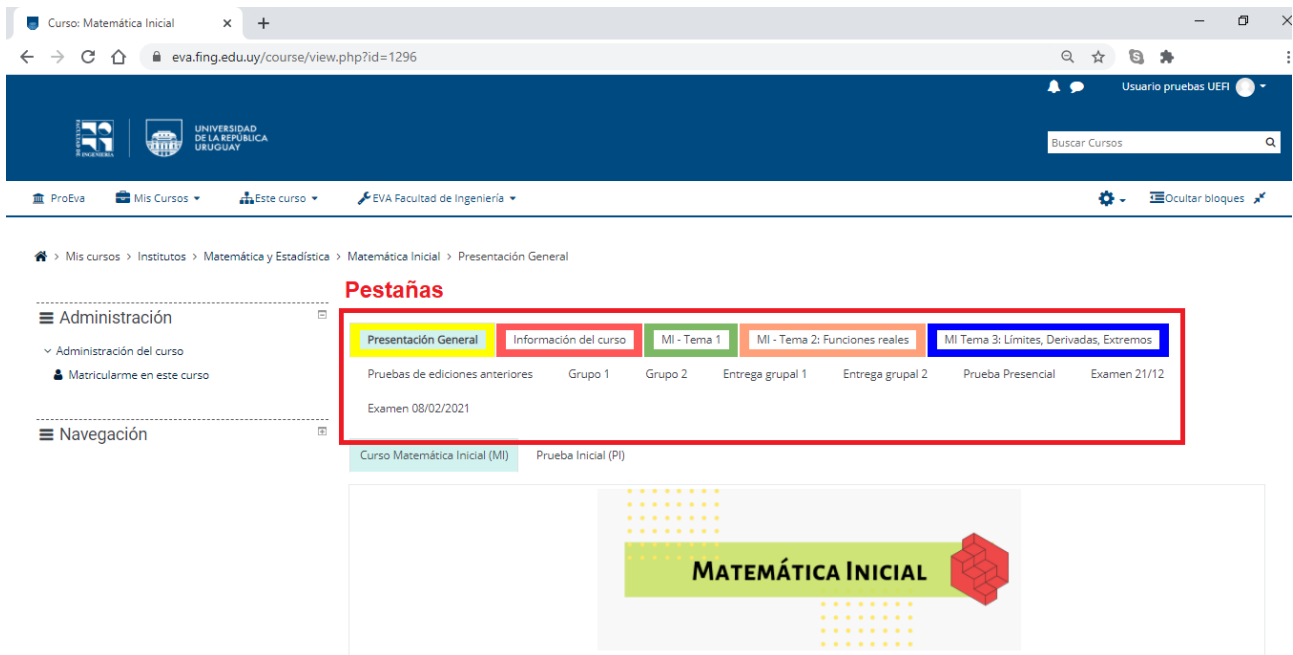 Curso: Matemática Inicial
eva.fing.edu.uy/course/view.php?id=1296
Usuario pruebas UEFI
UNIVERSIDAD
DE LA REPÚBLICA
URUGUAY
Buscar Cursos
ProEva Mis Cursos Este curso EVA Facultad de Ingeniería Ocultar bloques
> Mis cursos > Institutos > Matemática y Estadística > Matemática Inicial > Presentación General
Pestañas
Administración
Administración del curso
Matricularme en este curso
Navegación
Presentación General Información del curso MI - Tema 1 MI - Tema 2: Funciones reales MI Tema 3: Límites, Derivadas, Extremos
Pruebas de ediciones anteriores Grupo 1 Grupo 2 Entrega grupal 1 Entrega grupal 2 Prueba Presencial Examen 21/12
Examen 08/02/2021
Curso Matemática Inicial (MI) Prueba Inicial (PI)
MATEMÁTICA INICIAL